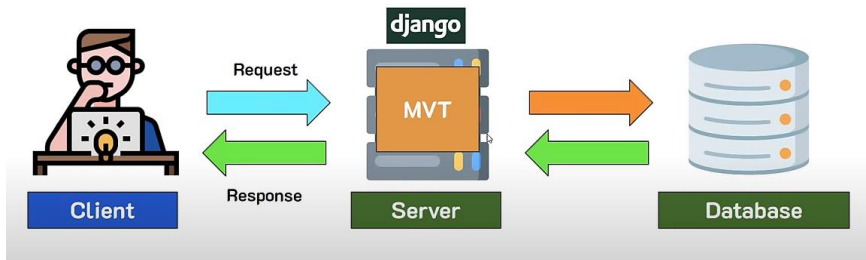 django
Request
MVT
Response
Client
Server
Database